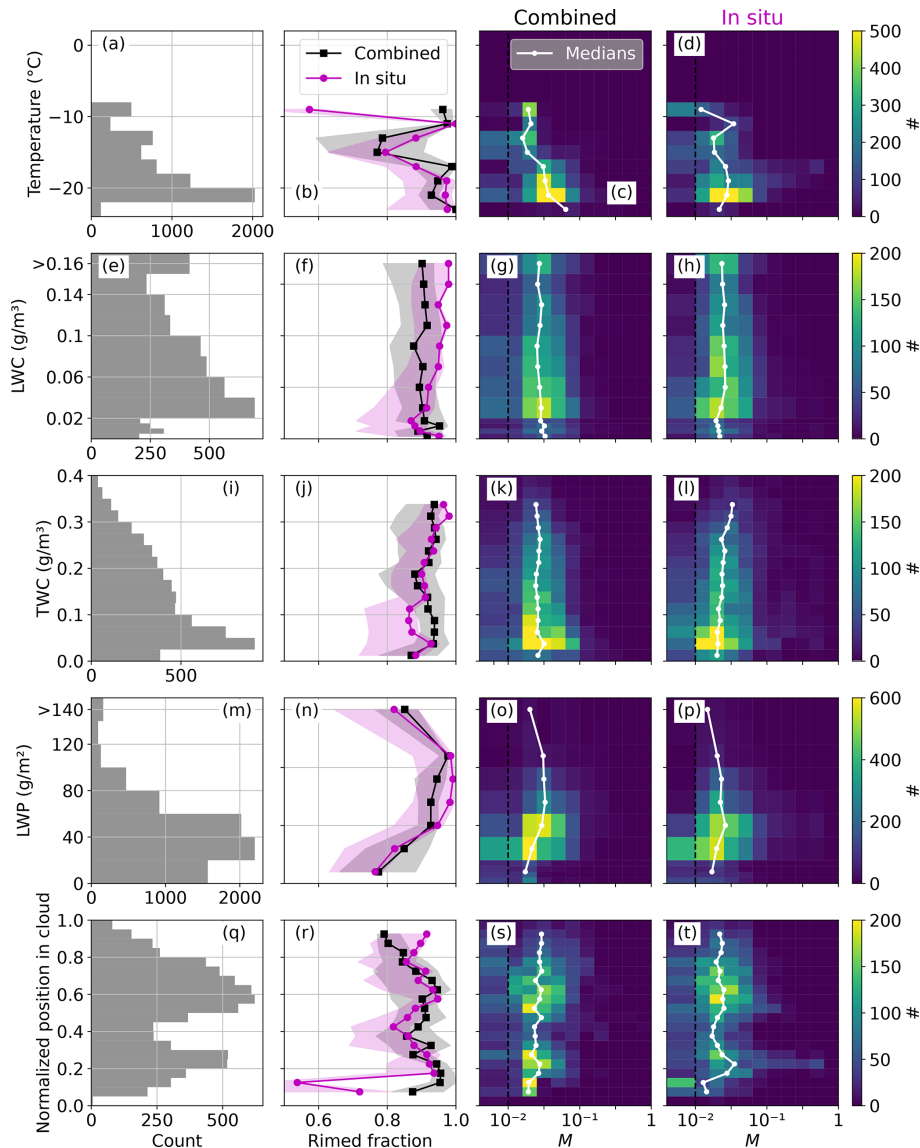 Combined
In situ
(a)
Combined
In situ
(b)
Medians
(c)
(d)
Temperature (°C)
0
−10
−20
0
1000
2000
500
400
300
200
100
0
#
(e)
(f)
(g)
(h)
LWC (g/m³)
>0.16
0.14
0.1
0.06
0.02
0
250
500
200
150
100
50
0
#
(i)
(j)
(k)
(l)
TWC (g/m³)
0.4
0.3
0.2
0.1
0.0
0
500
200
150
100
50
0
#
(m)
(n)
(o)
(p)
LWP (g/m²)
>140
120
80
40
0
0
1000
2000
600
400
200
0
#
(q)
(r)
(s)
(t)
Normalized position in cloud
1.0
0.8
0.6
0.4
0.2
0.0
0
250
500
Count
0.6
0.8
1.0
Rimed fraction
10⁻²
10⁻¹
1
M
10⁻²
10⁻¹
1
M
200
150
100
50
0
#